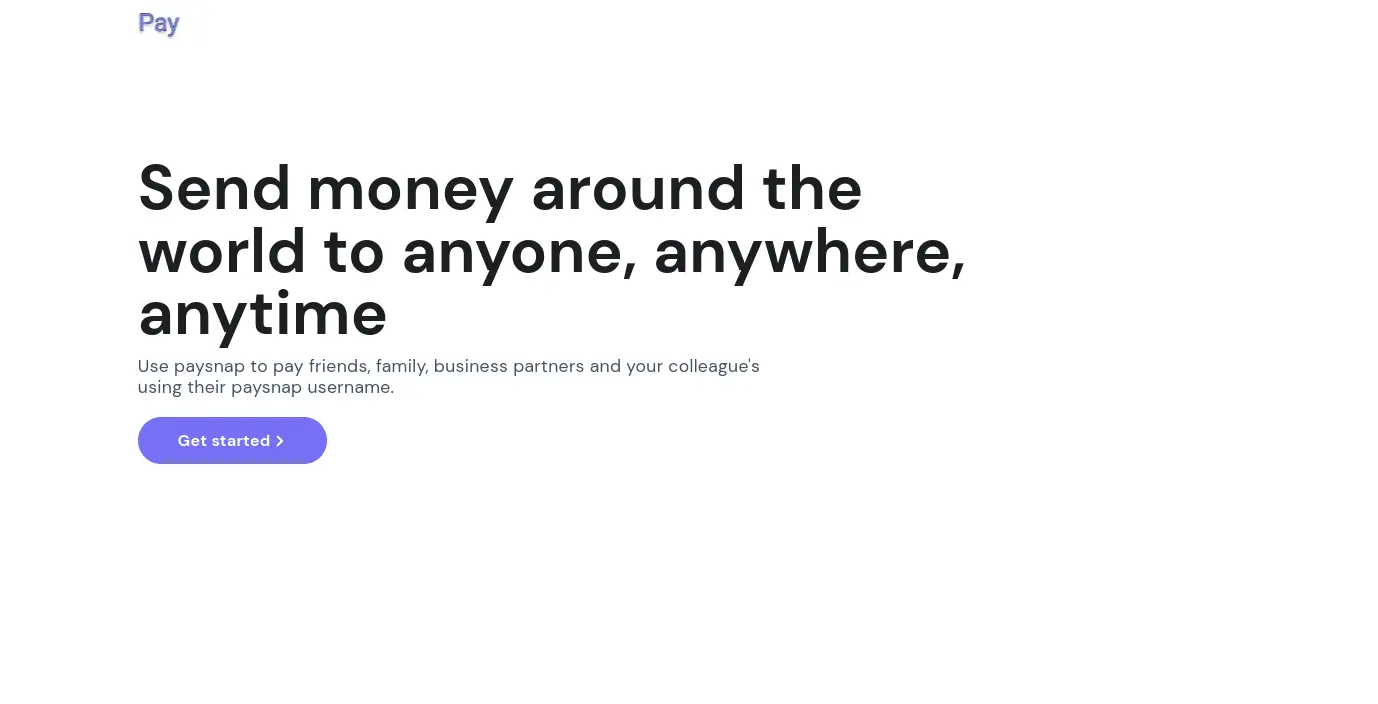 Pay
Send money around the
world to anyone, anywhere,
anytime
Use paysnap to pay friends, family, business partners and your colleague's
using their paysnap username.
Get started